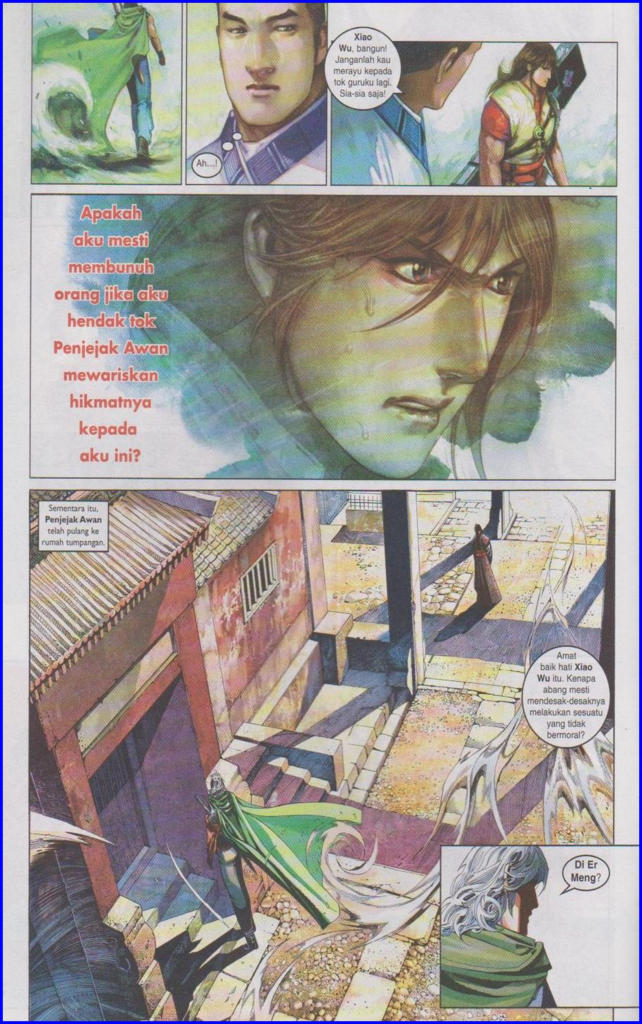 Ah...!
Xiao
Wu, bangun!
Janganlah kau
merayu kepada
tok guruku lagi.
Sia-sia saja!
Apakah
aku mesti
membunuh
orang jika aku
hendak tok
Penjejak Awan
mewariskan
hikmatnya
kepada
aku ini?
Sementara itu,
Penjejak Awan
telah pulang ke
rumah tumpangan.
Amat
baik hati Xiao
Wu itu. Kenapa
abang mesti
mendesak-desaknya
melakukan sesuatu
yang tidak
bermoral?
Di Er
Meng?